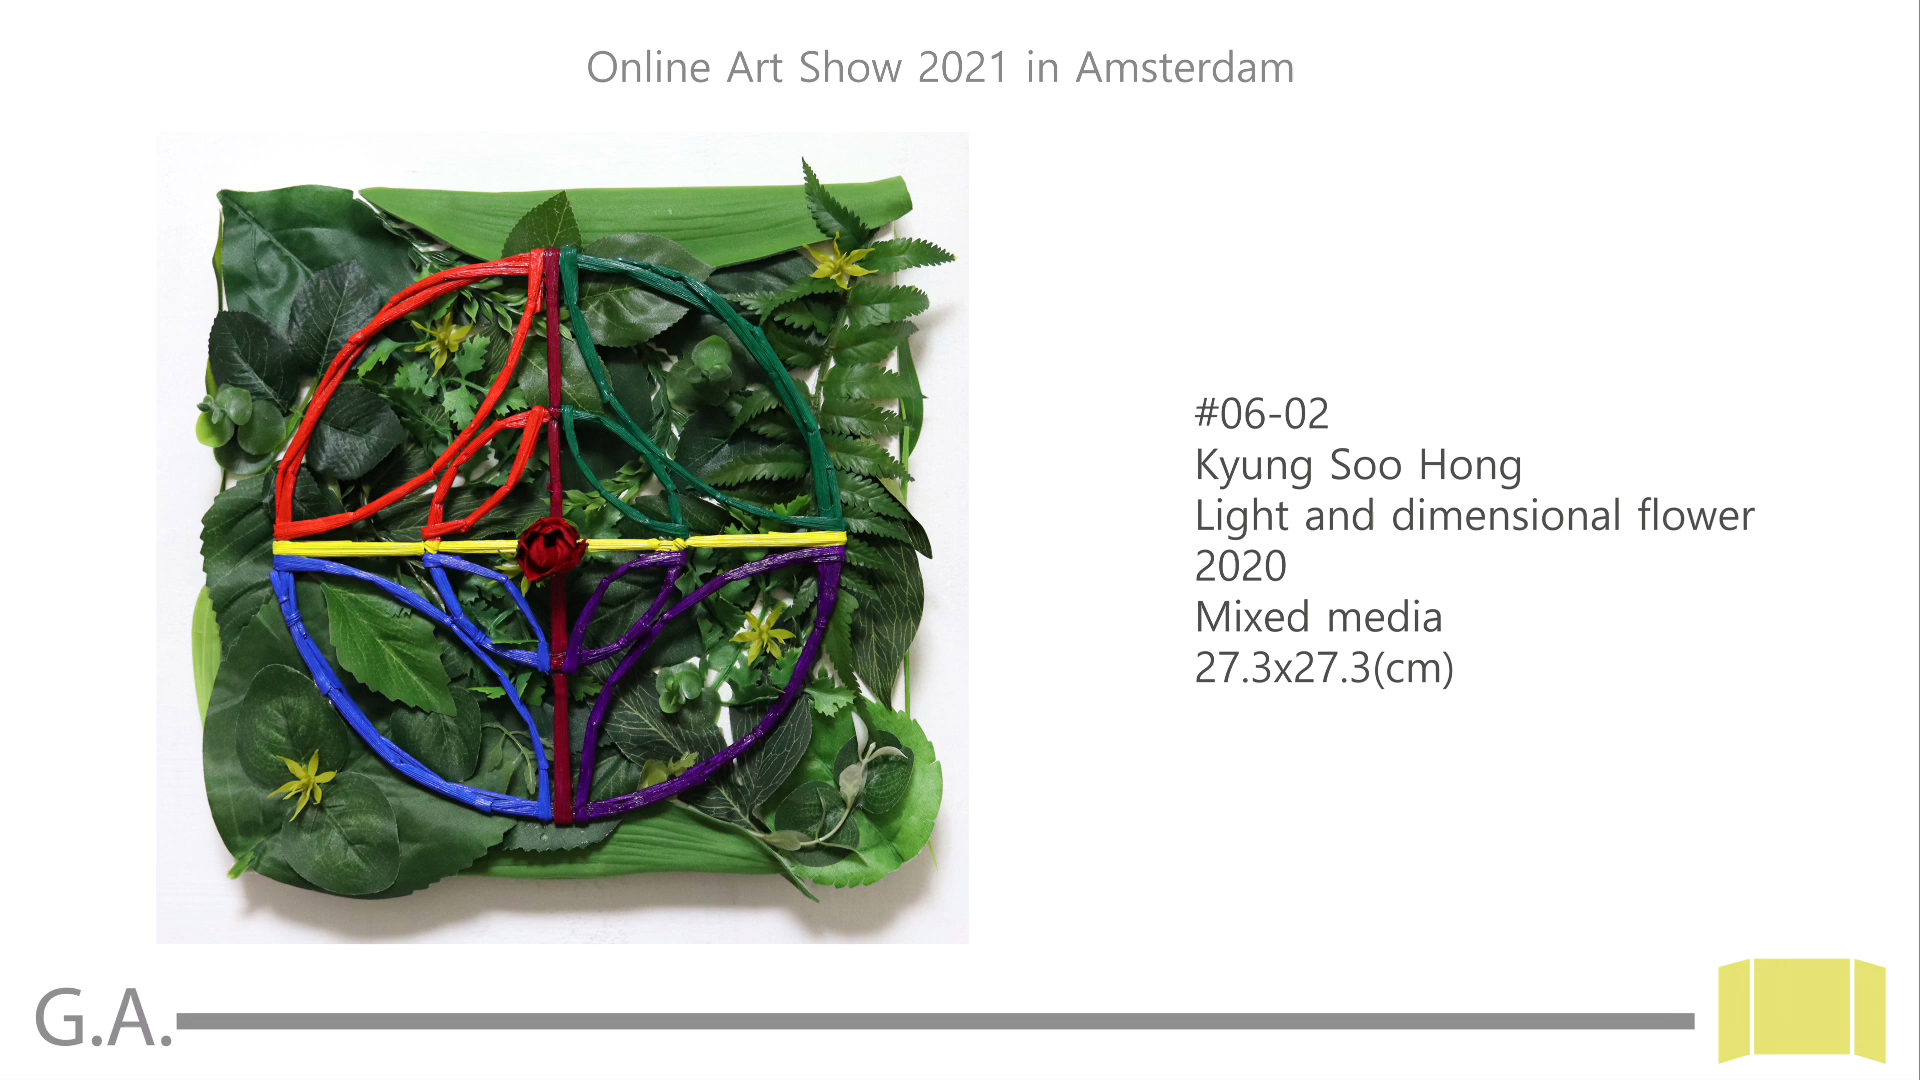 Online Art Show 2021 in Amsterdam
#06-02
Kyung Soo Hong
Light and dimensional flower
2020
Mixed media
27.3x27.3(cm)
G.A.